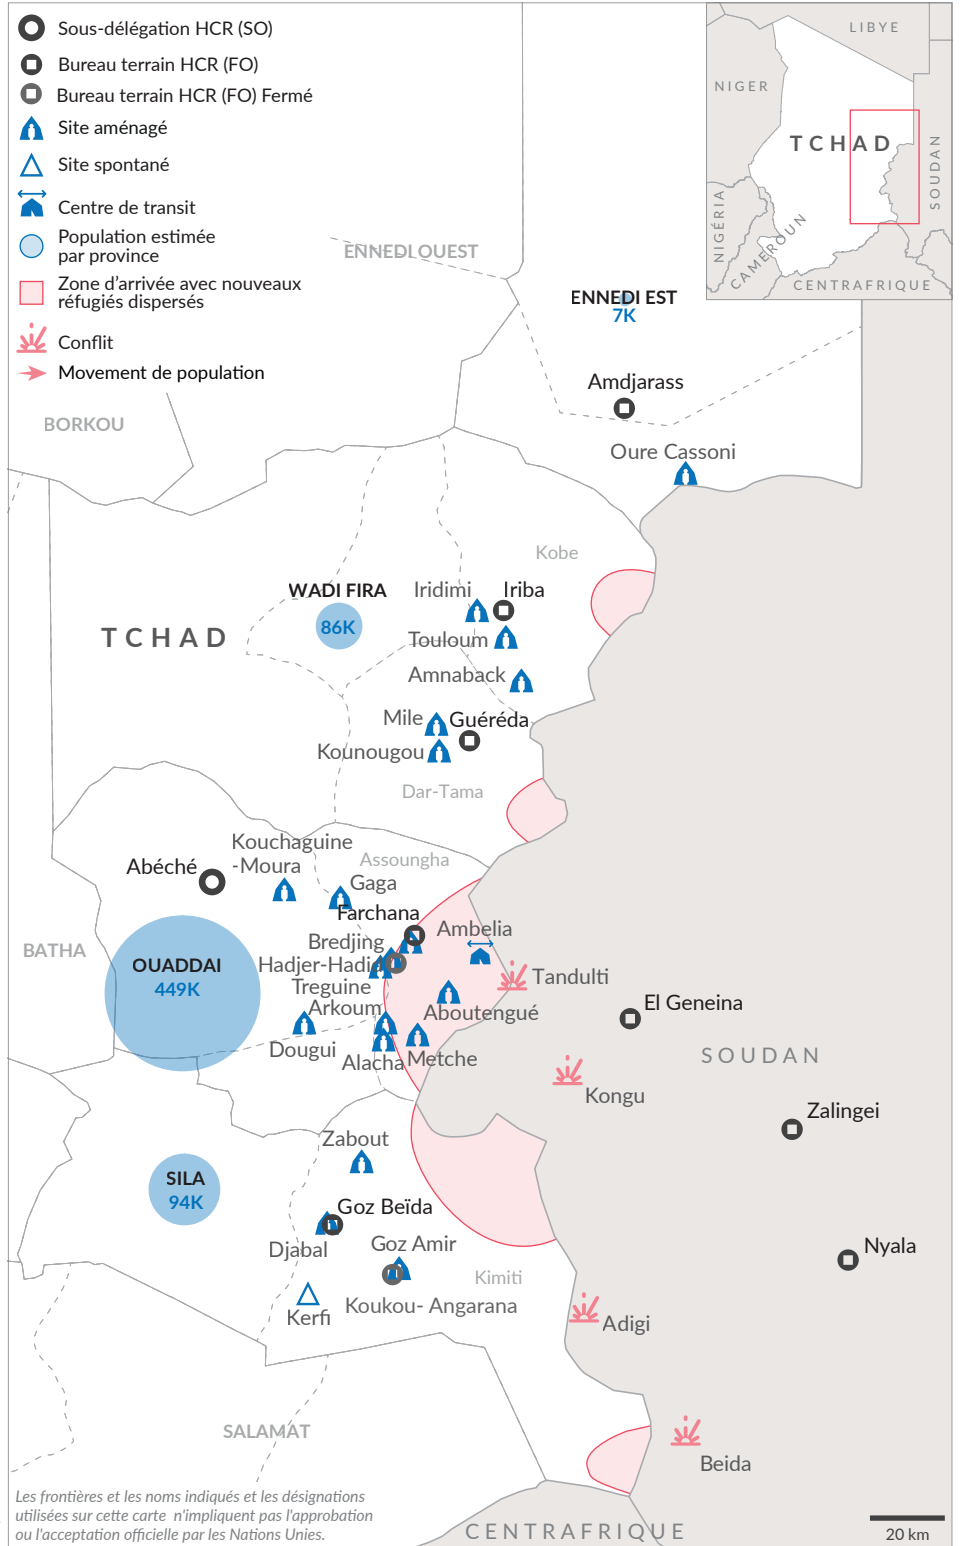 Sous-délégation HCR (SO)
Bureau terrain HCR (FO)
Bureau terrain HCR (FO) Fermé
Site aménagé
Site spontané
Centre de transit
Population estimée
par province
Zone d'arrivée avec nouveaux
réfugiés dispersés
Conflit
Movement de population
LIBYE
NIGER
TCHAD
SOUDAN
NIGÉRIA
CAMEROUN
CENTRAFRIQUE
ENNEDI OUEST
ENNEDI EST
7K
Amdjarass
BORKOU
Oure Cassoni
Kobe
WADI FIRA
86K
Iridimi
Iriba
TCHAD
Touloum
Amnaback
Mile
Guéréda
Kounougou
Dar-Tama
Kouchaguine
-Moura
Abéché
Assoungha
Gaga
Farchana
Ambelia
Bredjing
BATHA
OUADDAI
449K
Hadjer-Hadid
Tandulti
Treguine
Arkoum
Aboutengué
El Geneina
Dougui
Alacha
Metche
SOUDAN
Kongu
Zalingei
Zabout
SILA
94K
Goz Beïda
Djabal
Goz Amir
Nyala
Kimiti
Kerfi
Koukou- Angarana
Adigi
SALAMAT
Beida
Les frontières et les noms indiqués et les désignations
utilisées sur cette carte n'impliquent pas l'approbation
ou l'acceptation officielle par les Nations Unies.
CENTRAFRIQUE
20 km